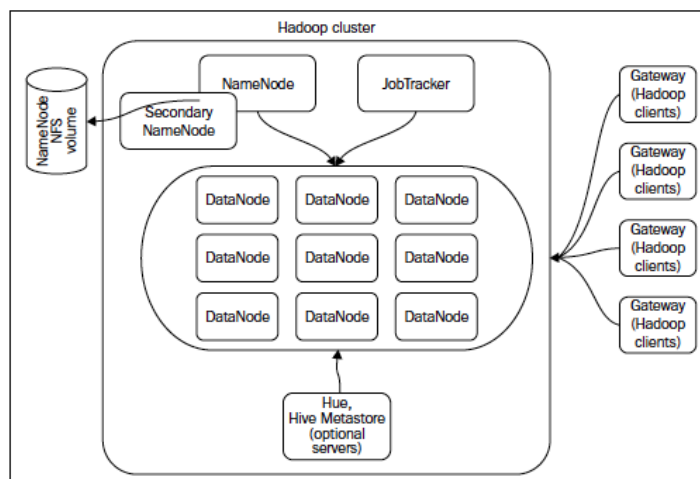 Hadoop cluster
NameNode
NFS
volume
NameNode
JobTracker
Secondary
NameNode
DataNode DataNode DataNode
DataNode DataNode DataNode
DataNode DataNode DataNode
Hue,
Hive Metastore
(optional
servers)
Gateway
(Hadoop
clients)
Gateway
(Hadoop
clients)
Gateway
(Hadoop
clients)
Gateway
(Hadoop
clients)